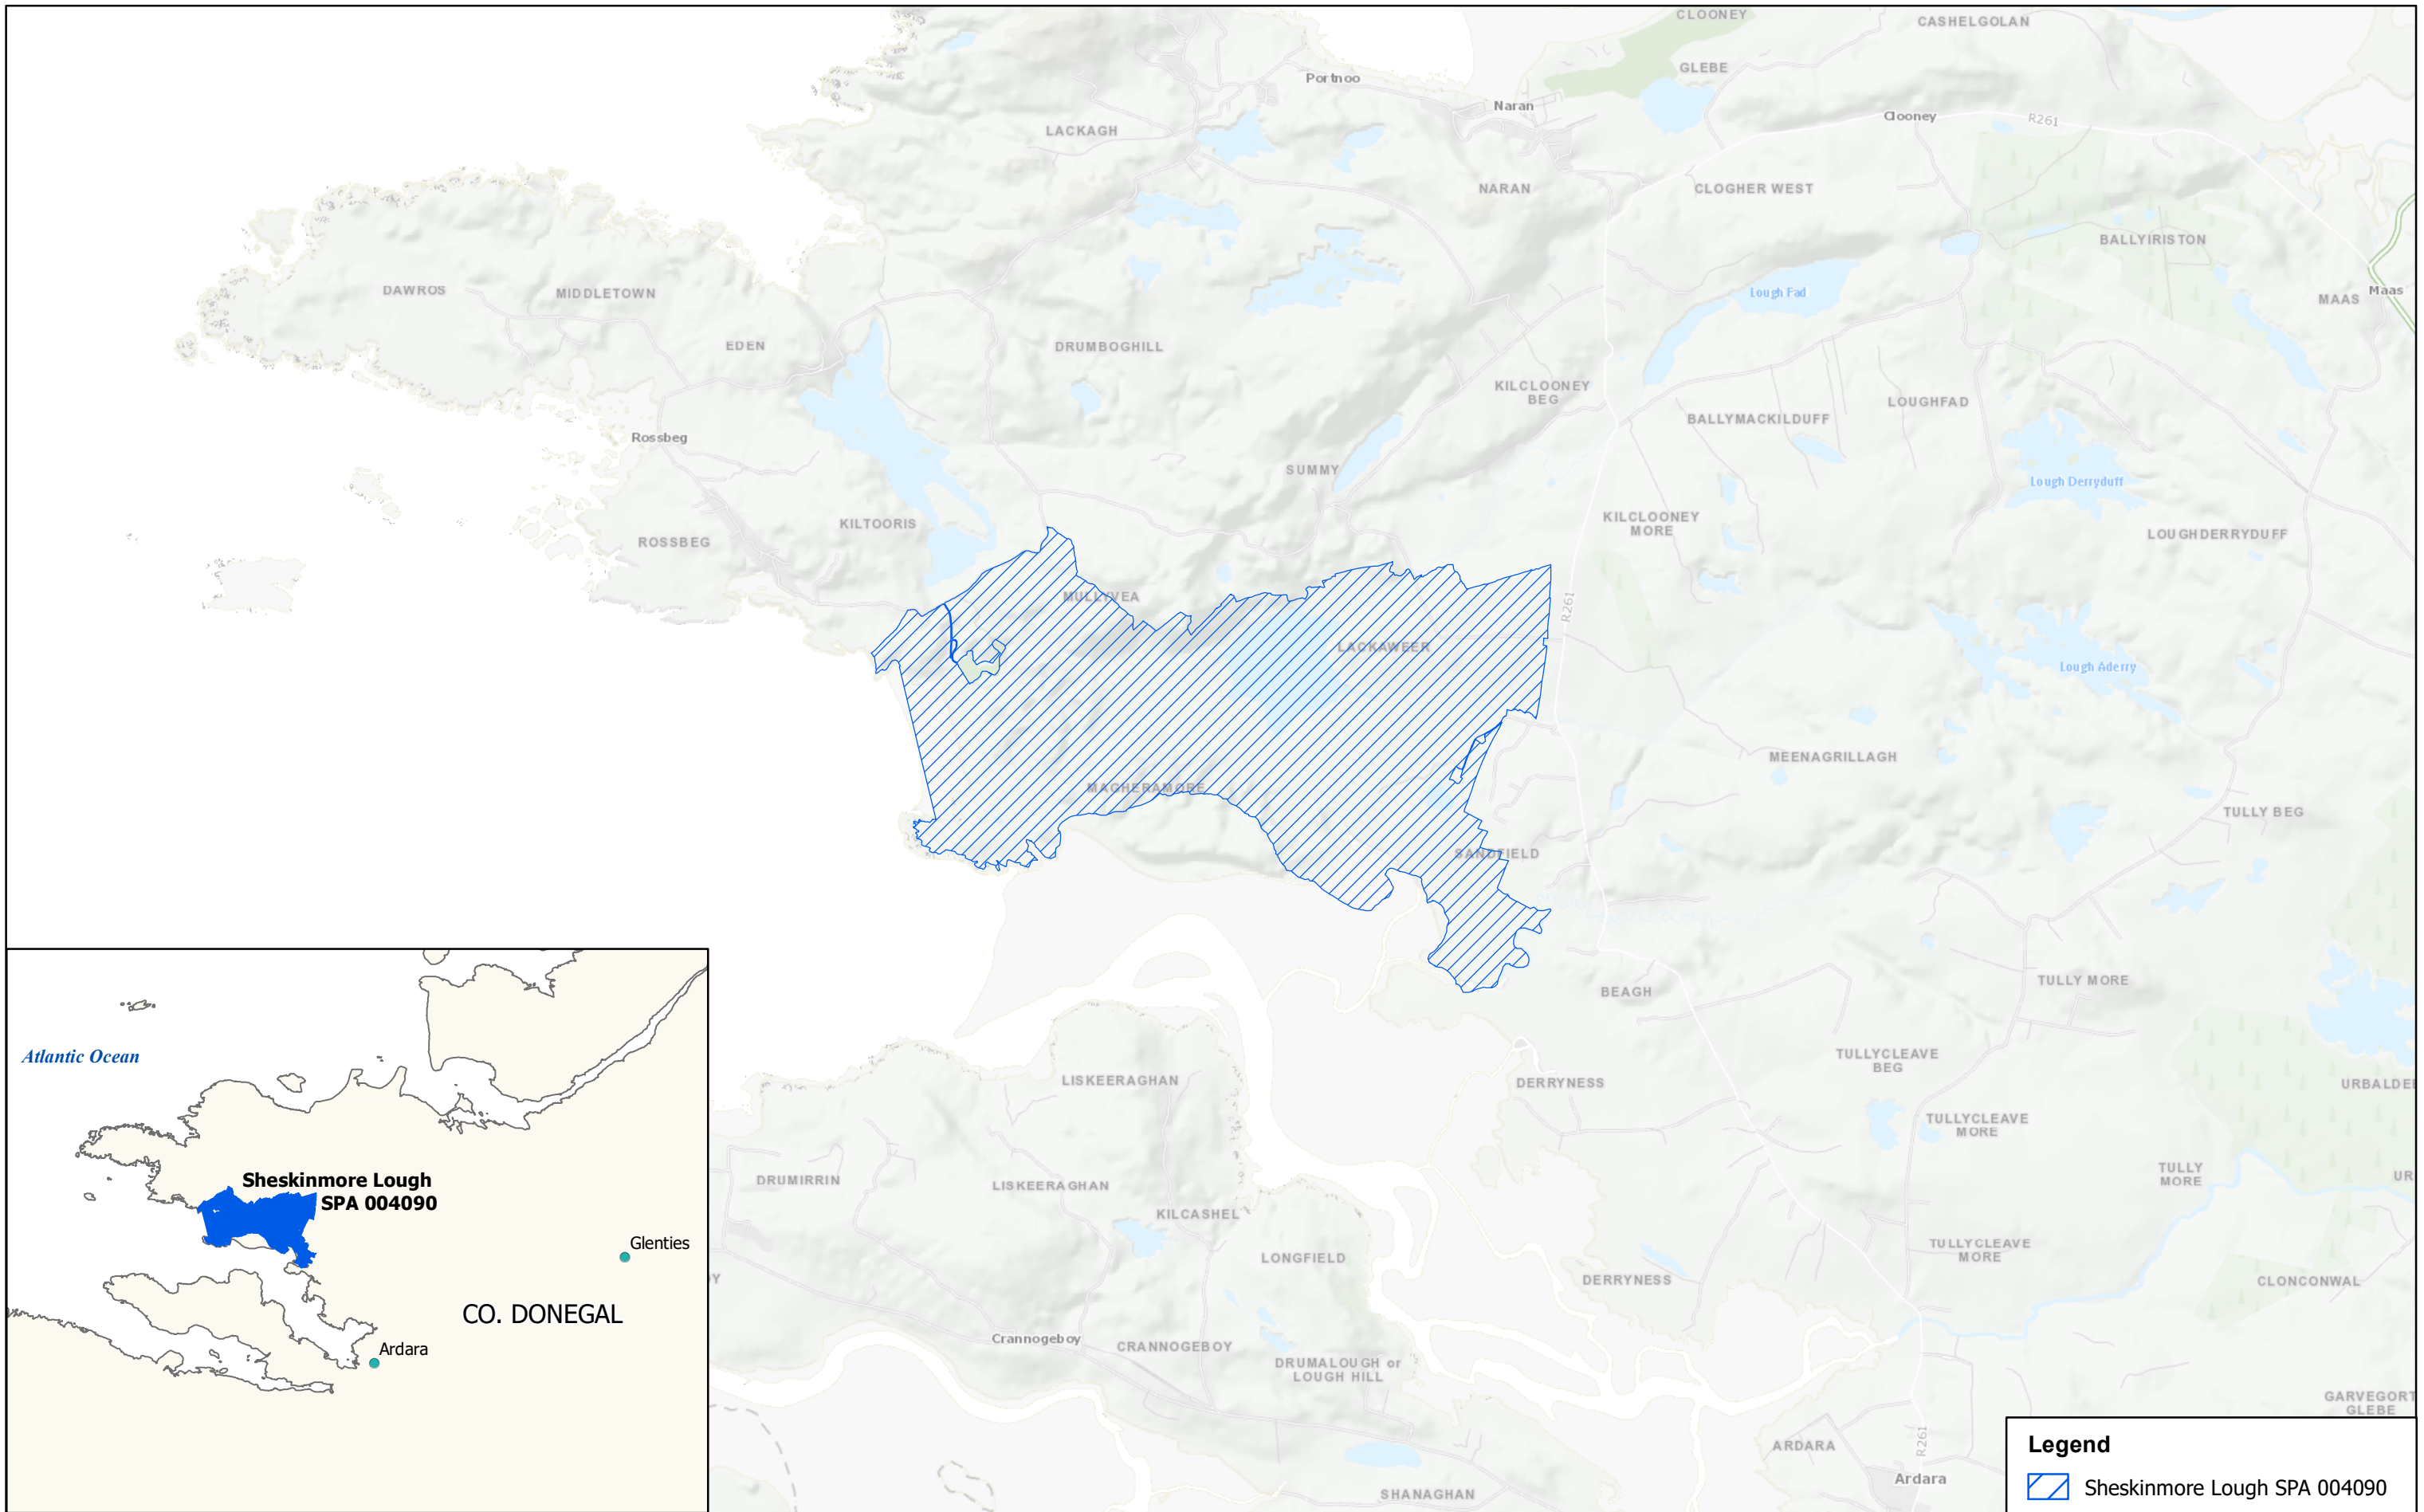 CLOONEY
CASHELGOLAN
GLEBE
Portnoo
Naran
Clooney
R261
LACKAGH
NARAN
CLOGHER WEST
BALLYIRISTON
DAWROS
MIDDLETOWN
Lough Fad
MAAS
Maas
EDEN
DRUMBOGHILL
KILCLOONEY
BEG
LOUGHFAD
BALLYMACKILDUFF
Rossbeg
SUMMY
Lough Derryduff
KILTOORIS
KILCLOONEY
MORE
ROSSBEG
LOUGHDERRYDUFF
MULLYVEA
R261
LACKAWEER
Lough Aderry
MEENAGRILLAGH
MAGHERAMORE
TULLY BEG
SANDFIELD
BEAGH
TULLY MORE
TULLYCLEAVE
BEG
LISKEERAGHAN
DERRYNESS
TULLYCLEAVE
MORE
TULLY
MORE
DRUMIRRIN
LISKEERAGHAN
KILCASHEL
LONGFIELD
TULLYCLEAVE
MORE
DERRYNESS
CLONCONWAL
Crannogeboy
CRANNOGEBOY
DRUMALOUGH or
LOUGH HILL
ARDARA
R261
Ardara
SHANAGHAN
GLEBE
Atlantic Ocean
Sheskinmore Lough
SPA 004090
Glenties
CO. DONEGAL
Ardara
Legend
Sheskinmore Lough SPA 004090